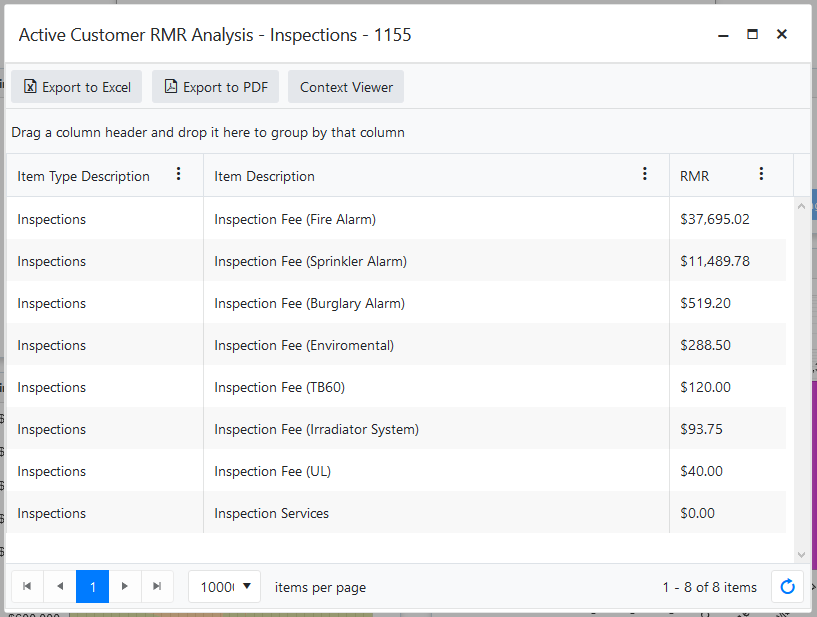 Active Customer RMR Analysis - Inspections - 1155
Export to Excel Export to PDF Context Viewer
Drag a column header and drop it here to group by that column
Item Type Description Item Description RMR
Inspections Inspection Fee (Fire Alarm) $37,695.02
Inspections Inspection Fee (Sprinkler Alarm) $11,489.78
Inspections Inspection Fee (Burglary Alarm) $519.20
Inspections Inspection Fee (Enviromental) $288.50
Inspections Inspection Fee (TB60) $120.00
Inspections Inspection Fee (Irradiator System) $93.75
Inspections Inspection Fee (UL) $40.00
Inspections Inspection Services $0.00
1 1000 items per page 1 - 8 of 8 items